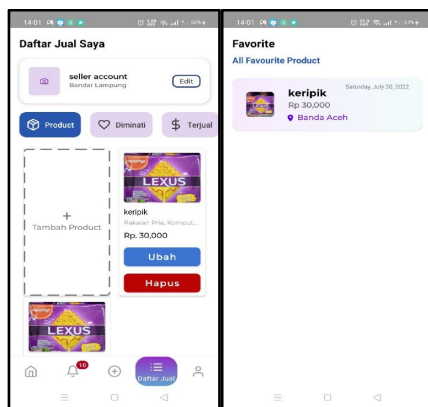 14:01
Daftar Jual Saya
seller account
Bandar Lampung
Edit
Product
Diminati
Terjual
+
Tambah Product
LEXUS
keripik
Pakaian Pria, Komput...
Rp. 30,000
Ubah
Hapus
LEXUS
10
Daftar Jual
14:01
Favorite
All Favourite Product
Saturday, July 30, 2022
keripik
Rp 30,000
Banda Aceh